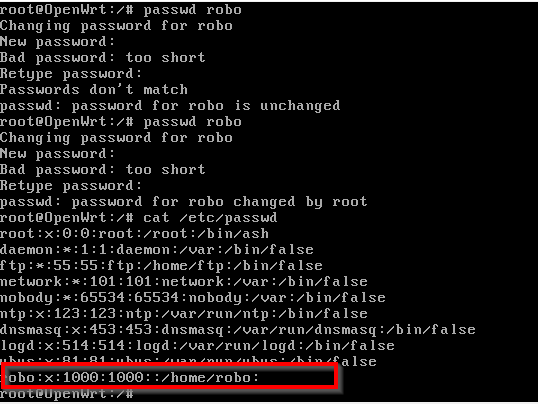 root@OpenWrt:/# passwd robo
Changing password for robo
New password:
Bad password: too short
Retype password:
Passwords don't match
passwd: password for robo is unchanged
root@OpenWrt:/# passwd robo
Changing password for robo
New password:
Bad password: too short
Retype password:
passwd: password for robo changed by root
root@OpenWrt:/# cat /etc/passwd
root:x:0:0:root:/root:/bin/ash
daemon:*:1:1:daemon:/var:/bin/false
ftp:*:55:55:ftp:/home/ftp:/bin/false
network:*:101:101:network:/var:/bin/false
nobody:*:65534:65534:nobody:/var:/bin/false
ntp:x:123:123:ntp:/var/run/ntp:/bin/false
dnsmasq:x:453:453:dnsmasq:/var/run/dnsmasq:/bin/false
logd:x:514:514:logd:/var/run/logd:/bin/false
ubus:x:81:81:ubus:/var/run/ubus:/bin/false
robo:x:1000:1000::/home/robo:
root@OpenWrt:/#